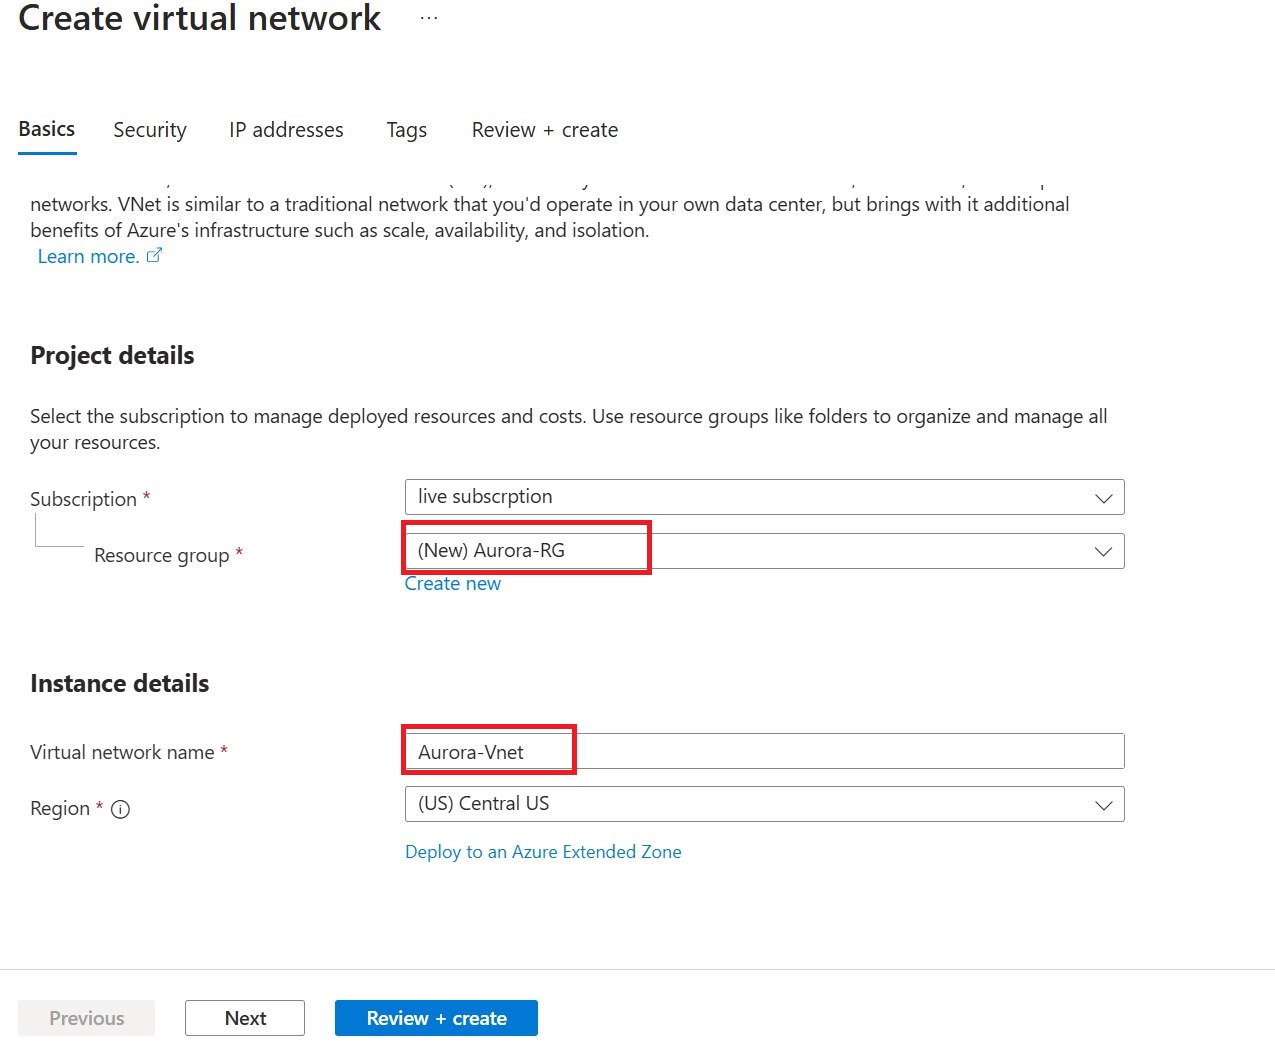 Create virtual network ...
Basics Security IP addresses Tags Review + create
networks. VNet is similar to a traditional network that you'd operate in your own data center, but brings with it additional
benefits of Azure's infrastructure such as scale, availability, and isolation.
Learn more.
Project details
Select the subscription to manage deployed resources and costs. Use resource groups like folders to organize and manage all
your resources.
Subscription * live subscrption
Resource group * (New) Aurora-RG
Create new
Instance details
Virtual network name * Aurora-Vnet
Region * (US) Central US
Deploy to an Azure Extended Zone
Previous Next Review + create